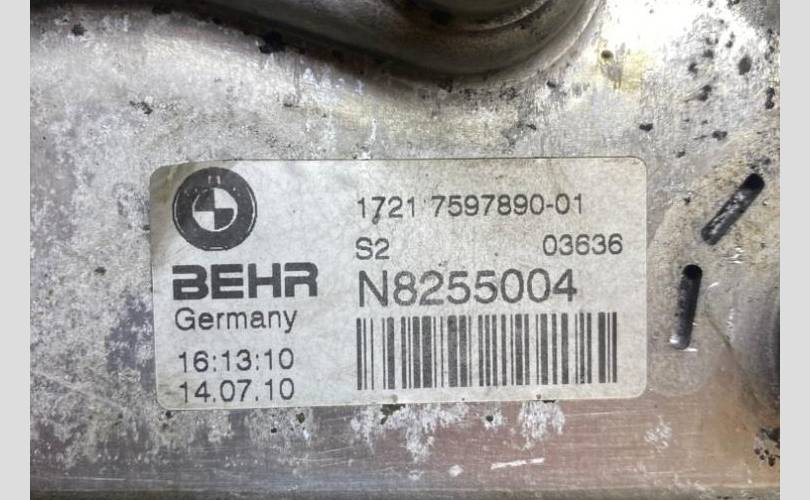 1721 7597890-01
S2 03636
BEHR
N8255004
Germany
16:13:10
14.07.10